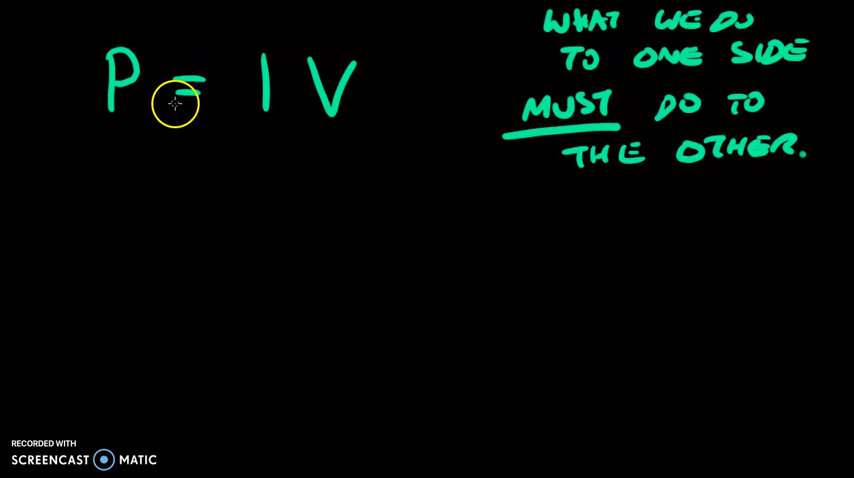 P = I V
WHAT WE DO
TO ONE SIDE
MUST DO TO
THE OTHER.
RECORDED WITH
SCREENCAST MATIC